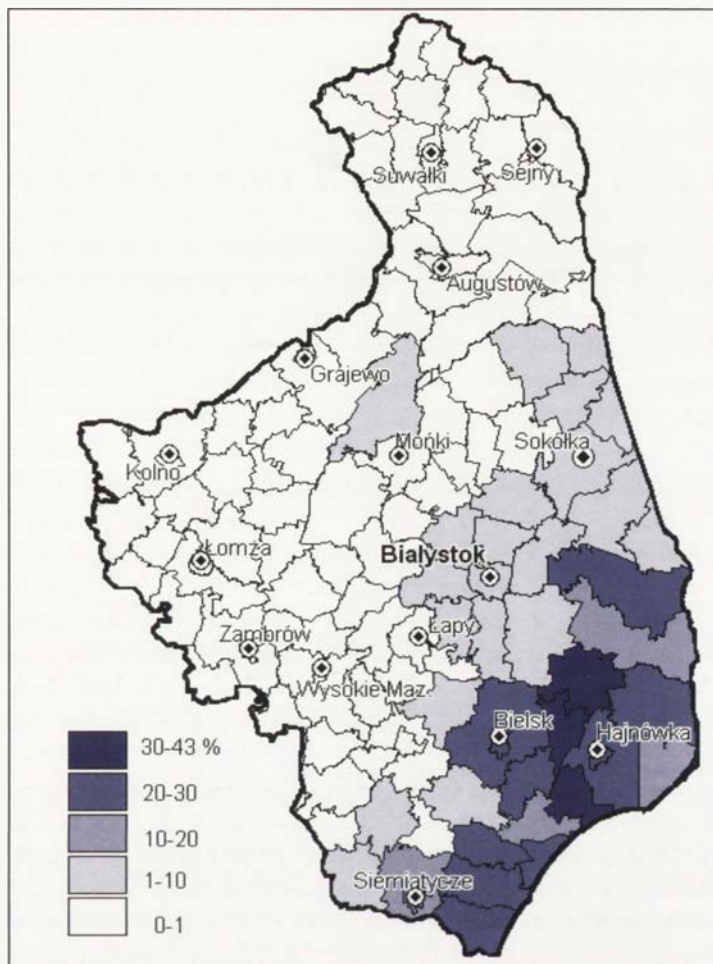 Suwałki
Sejny
Augustów
Grajewo
Mońki
Sokółka
Kolno
Łomża
Białystok
Łapy
Zambrów
Wysokie Maz.
Bielsk
Hajnówka
Siemiatycze
30-43 %
20-30
10-20
1-10
0-1